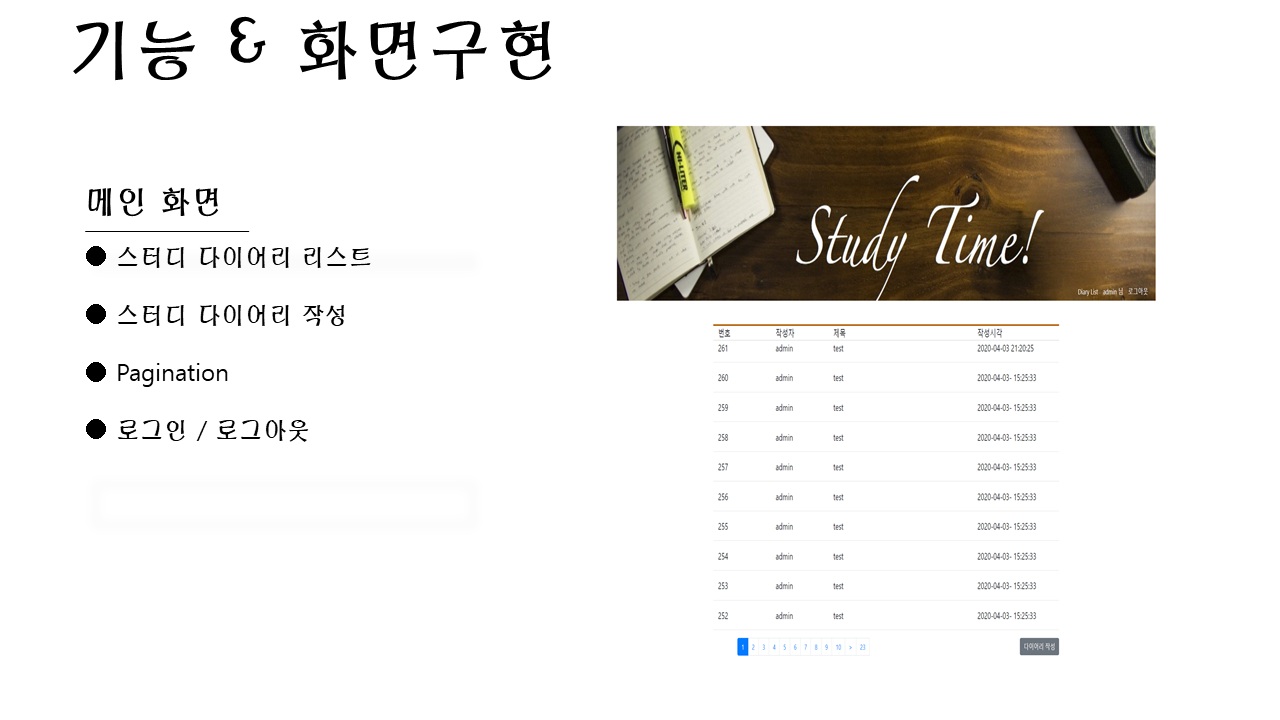 기능 & 화면구현
메인 화면
● 스터디 다이어리 리스트
● 스터디 다이어리 작성
● Pagination
● 로그인 / 로그아웃
HI-LITER
Study Time!
Diary List admin 님 로그아웃
번호 작성자 제목 작성시각
261 admin test 2020-04-03 21:20:25
260 admin test 2020-04-03- 15:25:33
259 admin test 2020-04-03- 15:25:33
258 admin test 2020-04-03- 15:25:33
257 admin test 2020-04-03- 15:25:33
256 admin test 2020-04-03- 15:25:33
255 admin test 2020-04-03- 15:25:33
254 admin test 2020-04-03- 15:25:33
253 admin test 2020-04-03- 15:25:33
252 admin test 2020-04-03- 15:25:33
1 2 3 4 5 6 7 8 9 10 » 23 다이어리 작성